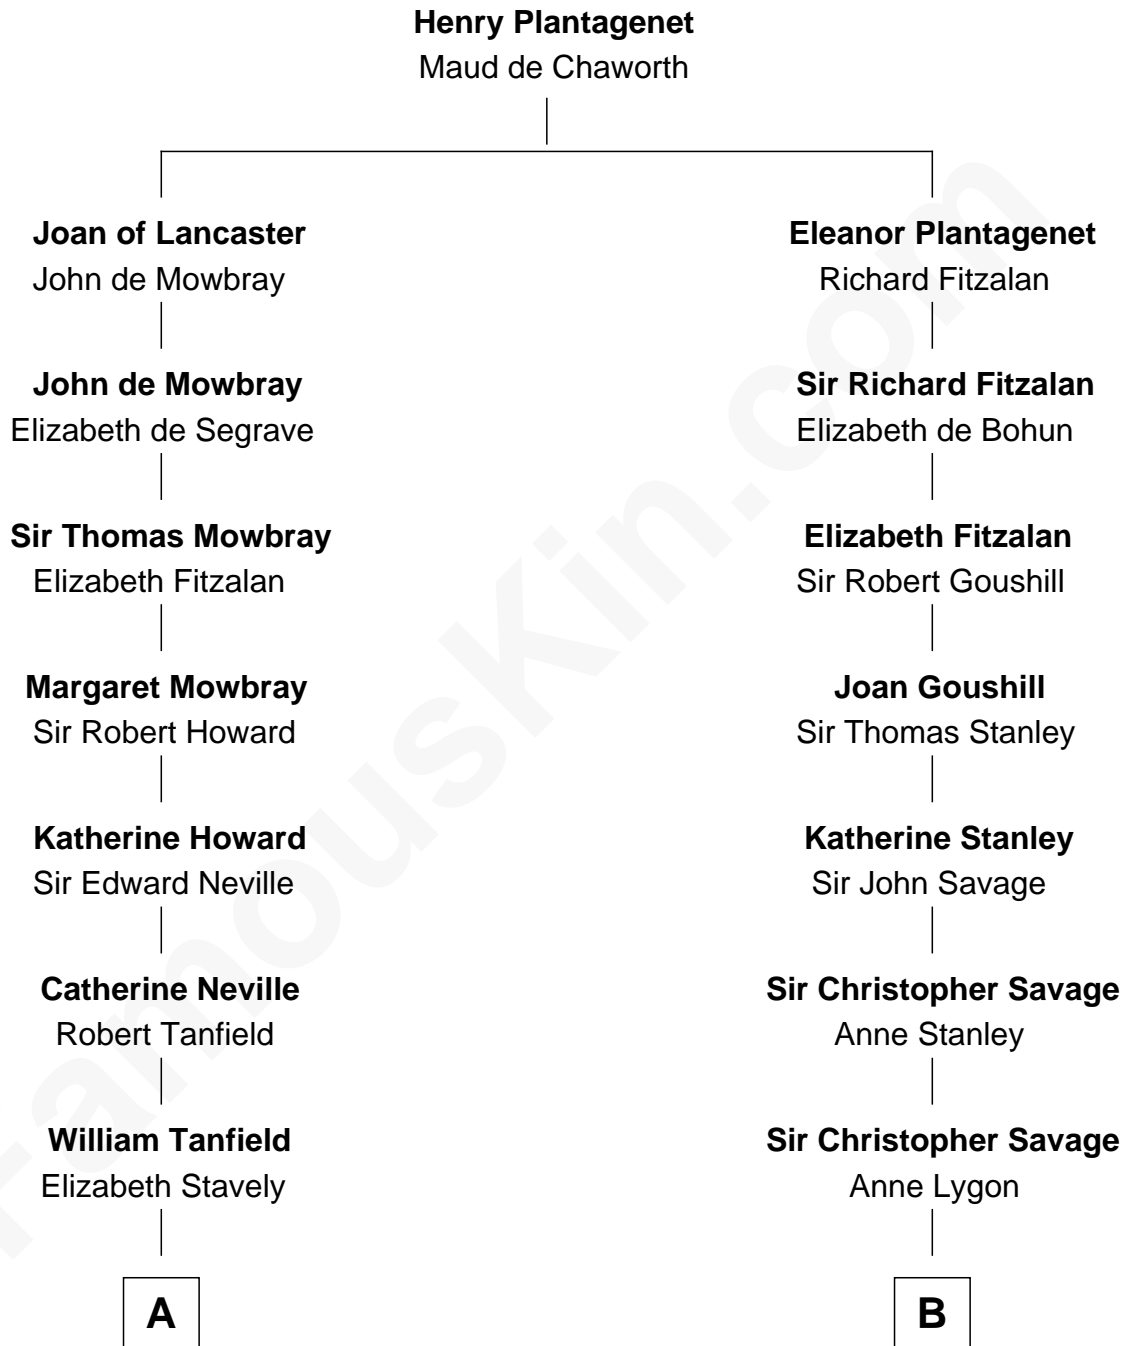 Henry Plantagenet
Maud de Chaworth
Joan of Lancaster
John de Mowbray
Eleanor Plantagenet
Richard Fitzalan
John de Mowbray
Elizabeth de Segrave
Sir Richard Fitzalan
Elizabeth de Bohun
Sir Thomas Mowbray
Elizabeth Fitzalan
Elizabeth Fitzalan
Sir Robert Goushill
Margaret Mowbray
Sir Robert Howard
Joan Goushill
Sir Thomas Stanley
Katherine Howard
Sir Edward Neville
Katherine Stanley
Sir John Savage
Catherine Neville
Robert Tanfield
Sir Christopher Savage
Anne Stanley
William Tanfield
Elizabeth Stavely
Sir Christopher Savage
Anne Lygon
A
B
FamousKin.com